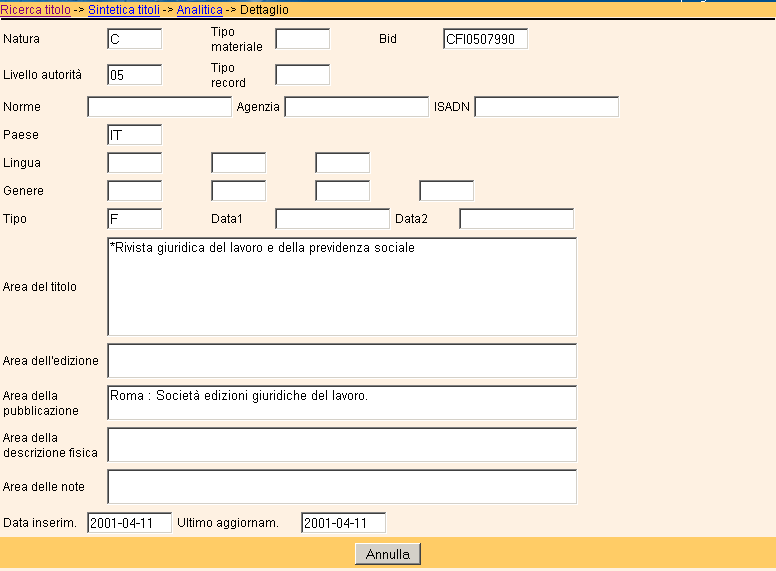 Ricerca titolo -> Sintetica titoli -> Analitica -> Dettaglio
Natura C Tipo materiale Bid CFI0507990
Livello autorità 05 Tipo record
Norme Agenzia ISADN
Paese IT
Lingua
Genere
Tipo F Data1 Data2
Area del titolo *Rivista giuridica del lavoro e della previdenza sociale
Area dell'edizione
Area della pubblicazione Roma : Società edizioni giuridiche del lavoro.
Area della descrizione fisica
Area delle note
Data inserim. 2001-04-11 Ultimo aggiornam. 2001-04-11
Annulla